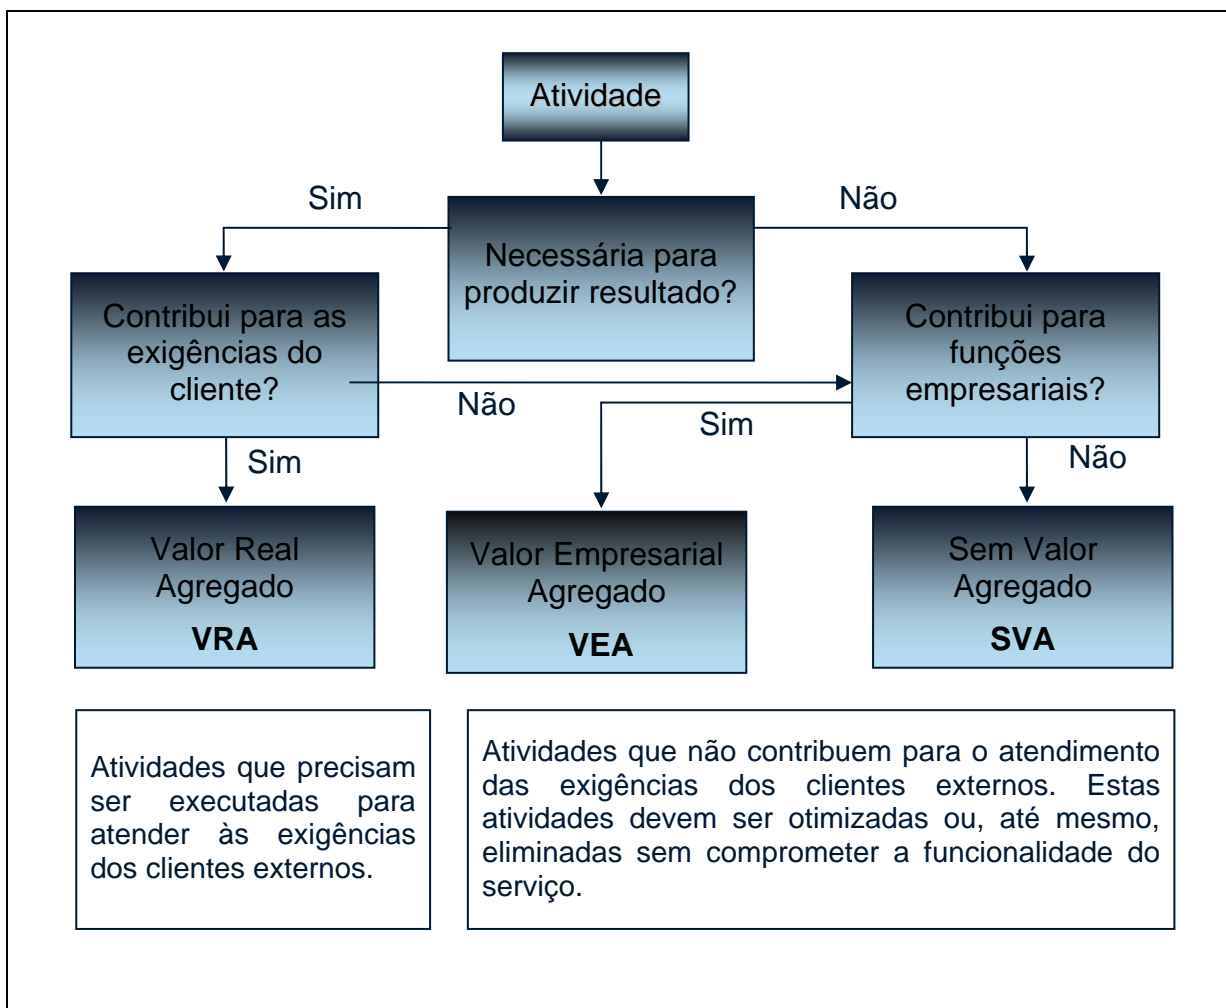 Atividade
Sim
Não
Necessária para
produzir resultado?
Contribui para as
exigências do
cliente?
Contribui para
funções
empresariais?
Não
Sim
Sim
Não
Valor Real
Agregado
VRA
Valor Empresarial
Agregado
VEA
Sem Valor
Agregado
SVA
Atividades que precisam
ser executadas para
atender às exigências
dos clientes externos.
Atividades que não contribuem para o atendimento
das exigências dos clientes externos. Estas
atividades devem ser otimizadas ou, até mesmo,
eliminadas sem comprometer a funcionalidade do
serviço.